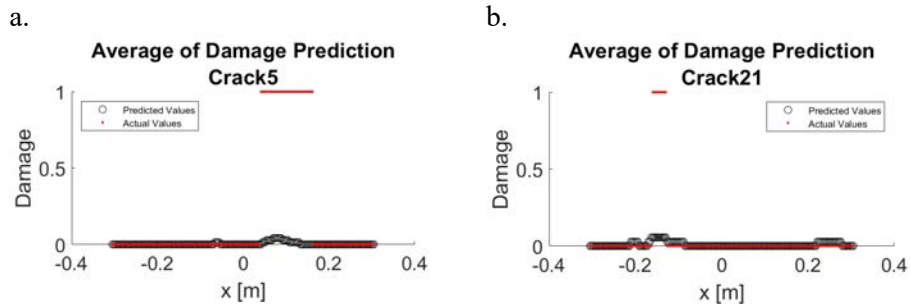 a.
Average of Damage Prediction
Crack5
1
Predicted Values
Actual Values
Damage
0.5
0
-0.4
-0.2
0
0.2
0.4
x [m]
b.
Average of Damage Prediction
Crack21
1
Predicted Values
Actual Values
Damage
0.5
0
-0.4
-0.2
0
0.2
0.4
x [m]